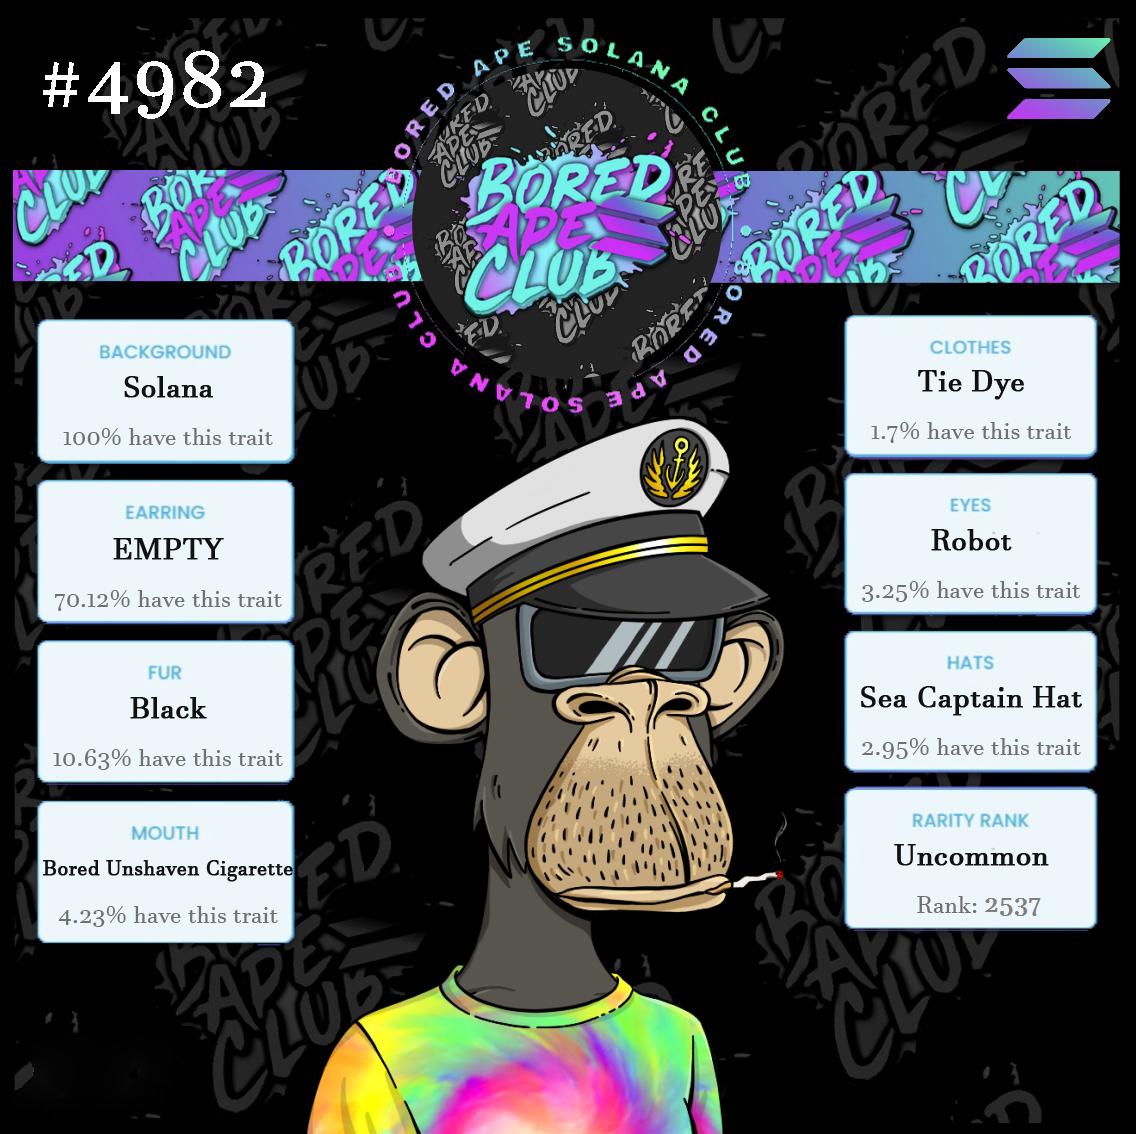 #4982
BORED APE SOLANA CLUB
BORED APE SOLANA CLUB
BORED
APE
CLUB
BACKGROUND
Solana
100% have this trait
EARRING
EMPTY
70.12% have this trait
FUR
Black
10.63% have this trait
MOUTH
Bored Unshaven Cigarette
4.23% have this trait
CLOTHES
Tie Dye
1.7% have this trait
EYES
Robot
3.25% have this trait
HATS
Sea Captain Hat
2.95% have this trait
RARITY RANK
Uncommon
Rank: 2537